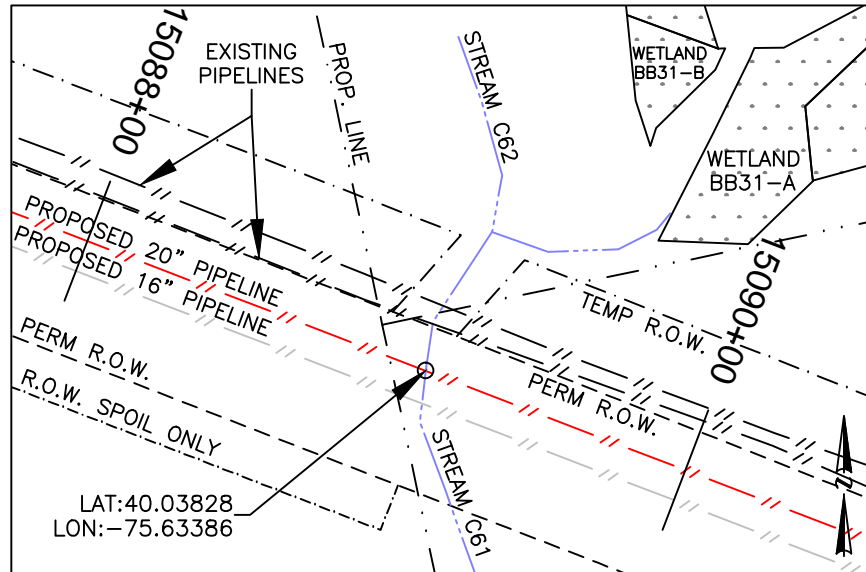 15088+00
EXISTING
PIPELINES
PROP. LINE
STREAM C62
WETLAND
BB31-B
WETLAND
BB31-A
PROPOSED 20" PIPELINE
PROPOSED 16" PIPELINE
TEMP R.O.W.
15090+00
PERM R.O.W.
PERM R.O.W.
R.O.W. SPOIL ONLY
STREAM C61
LAT:40.03828
LON:-75.63386
N